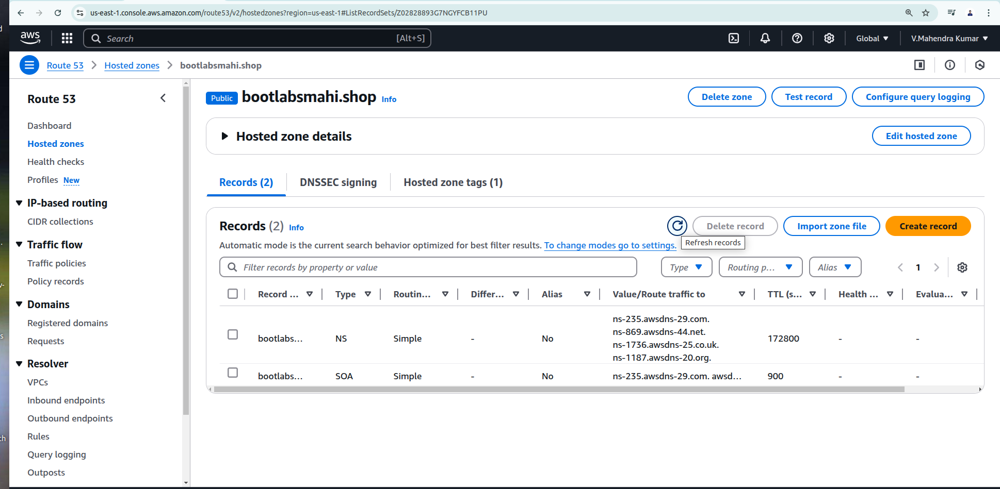 us-east-1.console.aws.amazon.com/route53/v2/hostedzones?region=us-east-1#ListRecordSets/Z02828893G7NGYFCB11PU
aws
Search [Alt+S]
Global
V.Mahendra Kumar
Route 53 > Hosted zones > bootlabsmahi.shop
Route 53
Dashboard
Hosted zones
Health checks
Profiles New
IP-based routing
CIDR collections
Traffic flow
Traffic policies
Policy records
Domains
Registered domains
Requests
Resolver
VPCs
Inbound endpoints
Outbound endpoints
Rules
Query logging
Outposts
Public bootlabsmahi.shop Info
Delete zone
Test record
Configure query logging
Hosted zone details
Edit hosted zone
Records (2)
DNSSEC signing
Hosted zone tags (1)
Records (2) Info
Delete record
Import zone file
Create record
Automatic mode is the current search behavior optimized for best filter results. To change modes go to settings.
Refresh records
Filter records by property or value
Type
Routing p...
Alias
1
Record ... Type Routin... Differ... Alias Value/Route traffic to TTL (s... Health ... Evalua...
bootlabs... NS Simple - No
ns-235.awsdns-29.com.
ns-869.awsdns-44.net.
ns-1736.awsdns-25.co.uk.
ns-1187.awsdns-20.org.
172800 - -
bootlabs... SOA Simple - No ns-235.awsdns-29.com. awsd... 900 - -